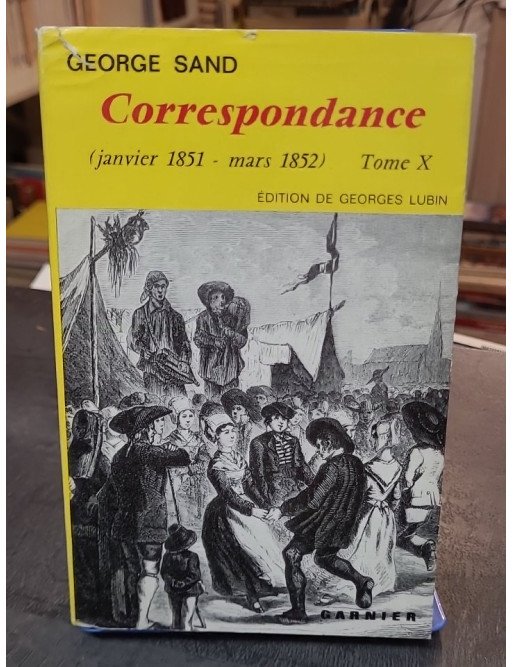 GEORGE SAND
Correspondance
(janvier 1851 - mars 1852) Tome X
ÉDITION DE GEORGES LUBIN
GARNIER